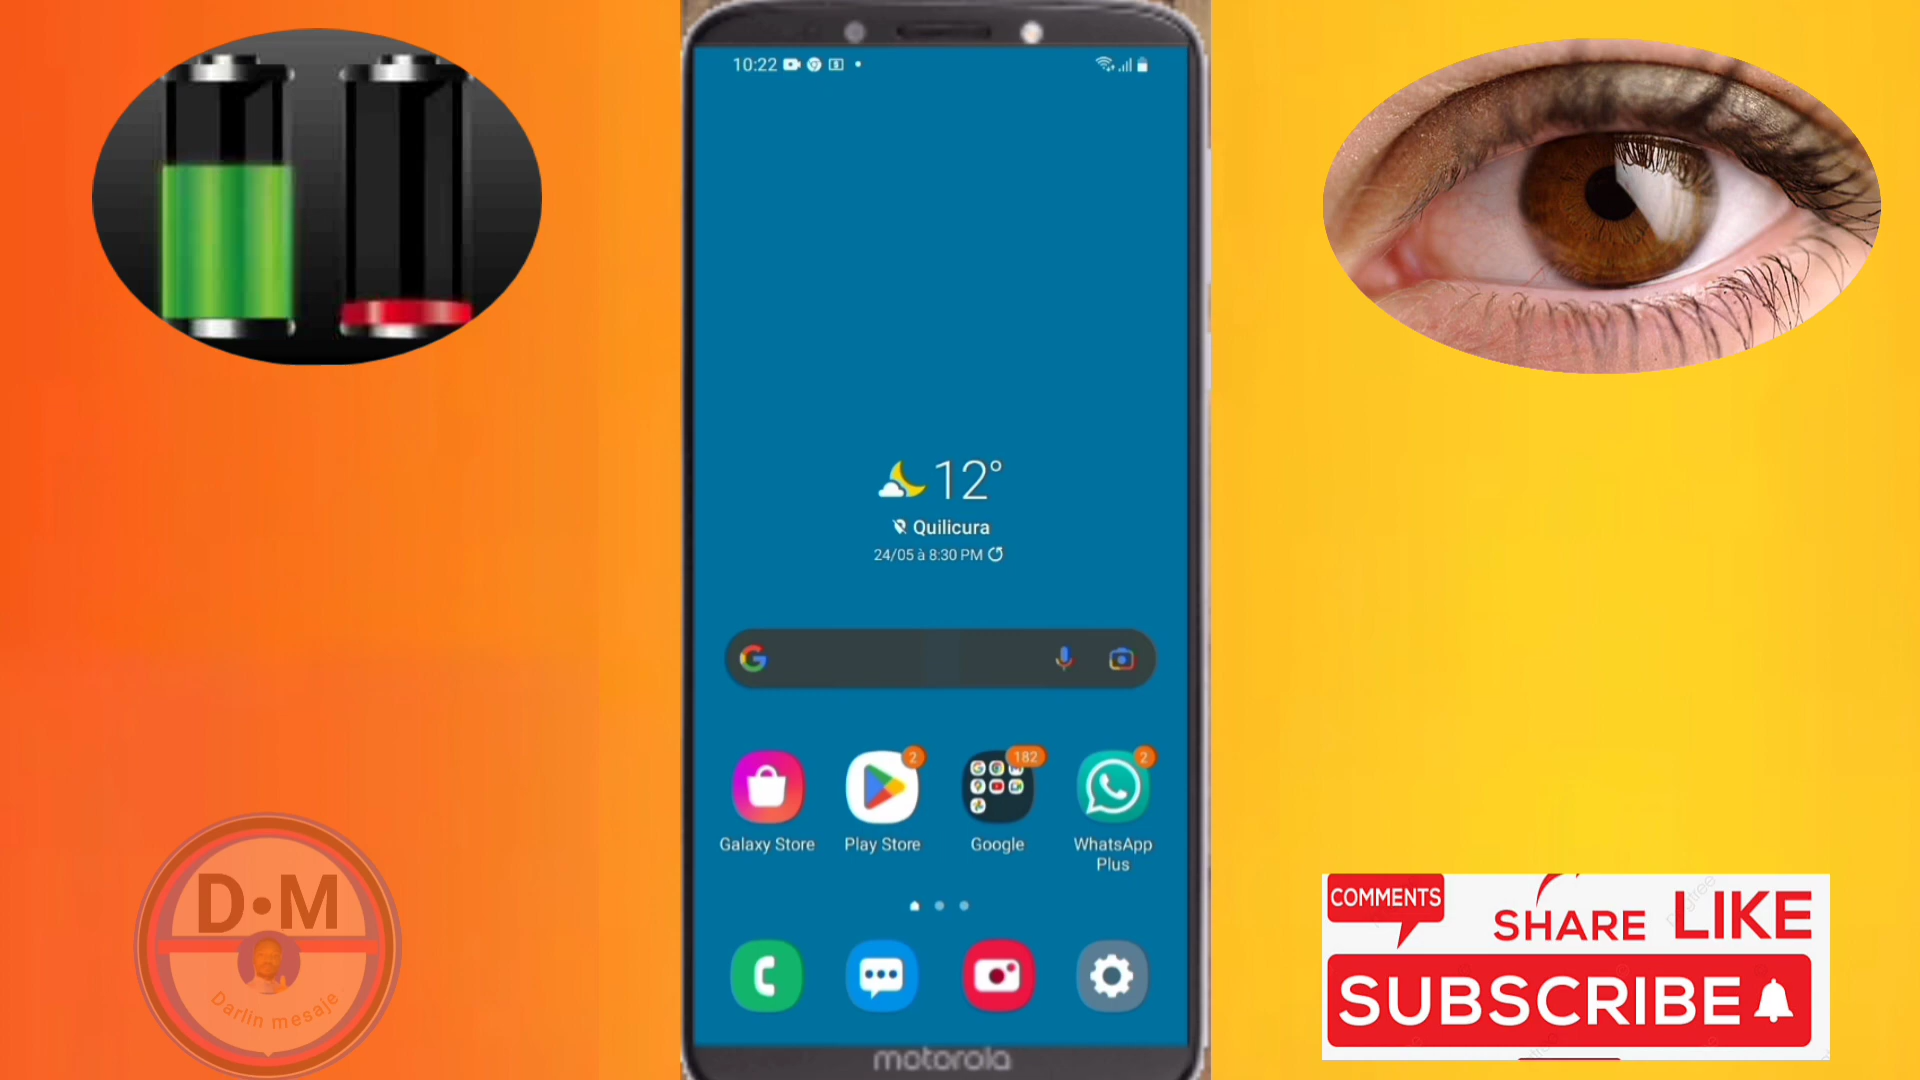 10:22
12°
Quilicura
24/05 à 8:30 PM
2
182
2
Galaxy Store
Play Store
Google
WhatsApp
Plus
motorola
D•M
Darlin mesaje
COMMENTS
SHARE
LIKE
SUBSCRIBE